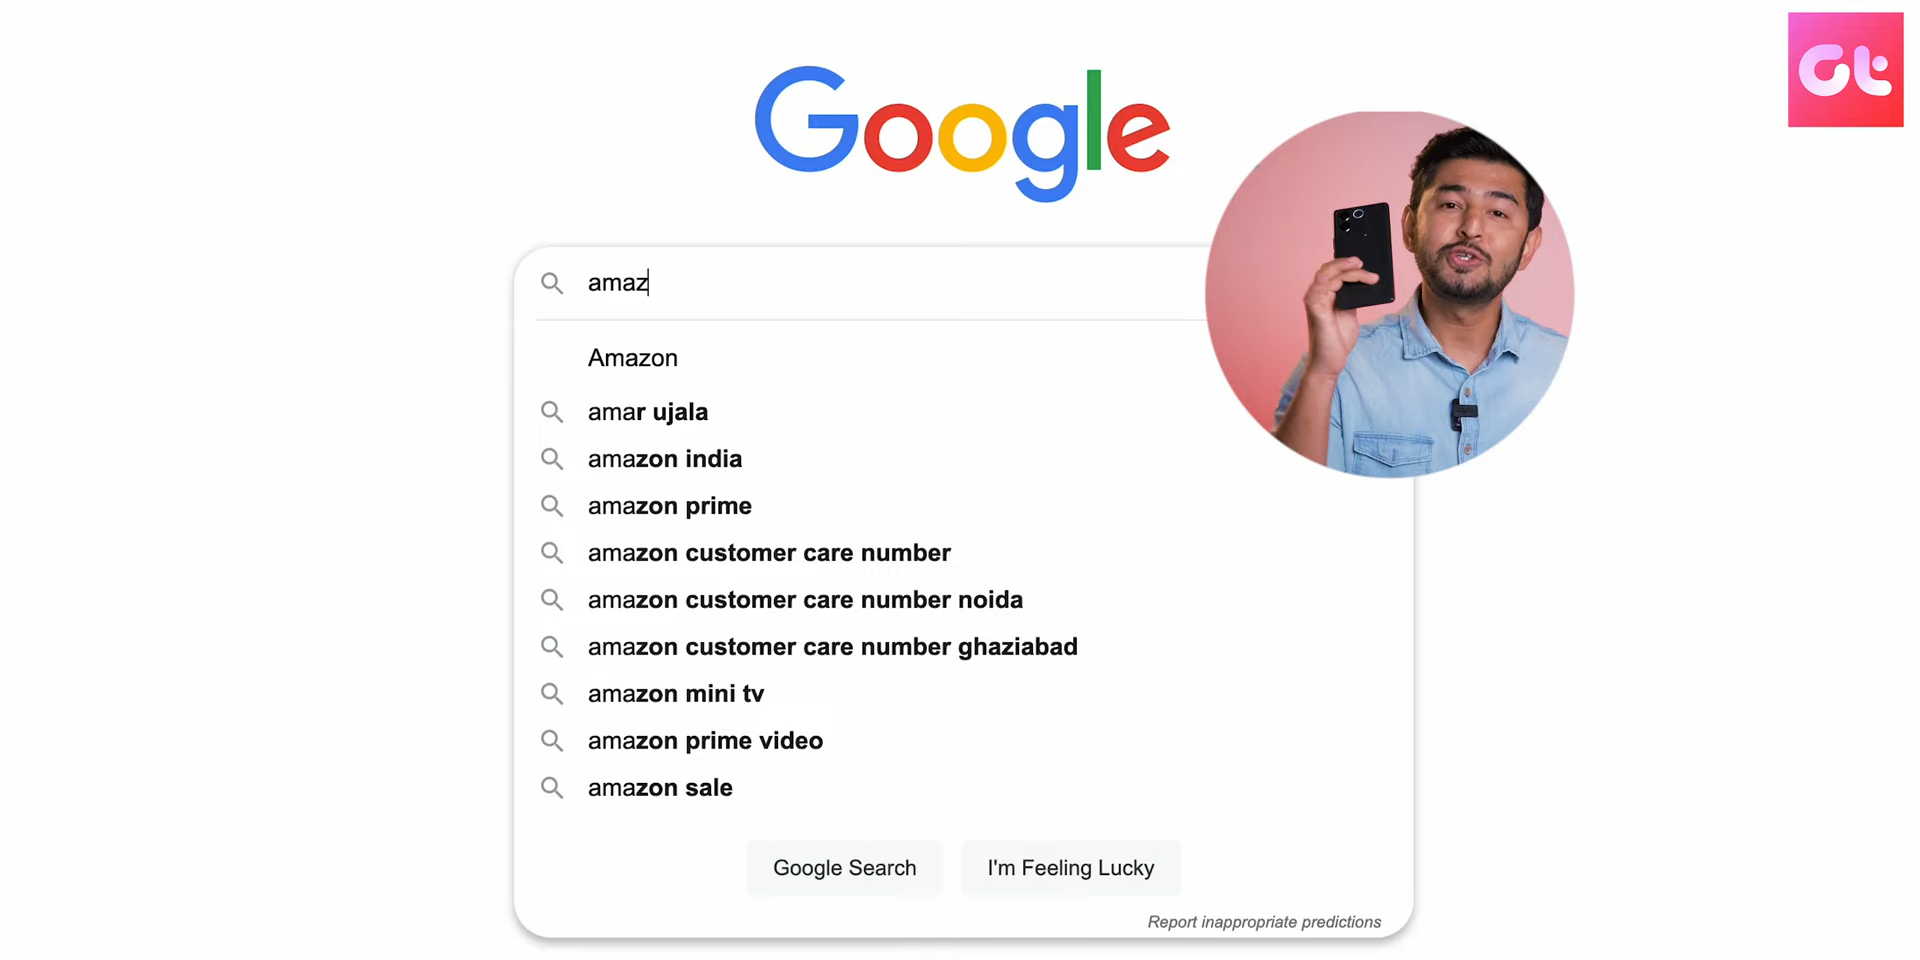 Gt
Google
amaz
Amazon
amar ujala
amazon india
amazon prime
amazon customer care number
amazon customer care number noida
amazon customer care number ghaziabad
amazon mini tv
amazon prime video
amazon sale
Google Search
I'm Feeling Lucky
Report inappropriate predictions